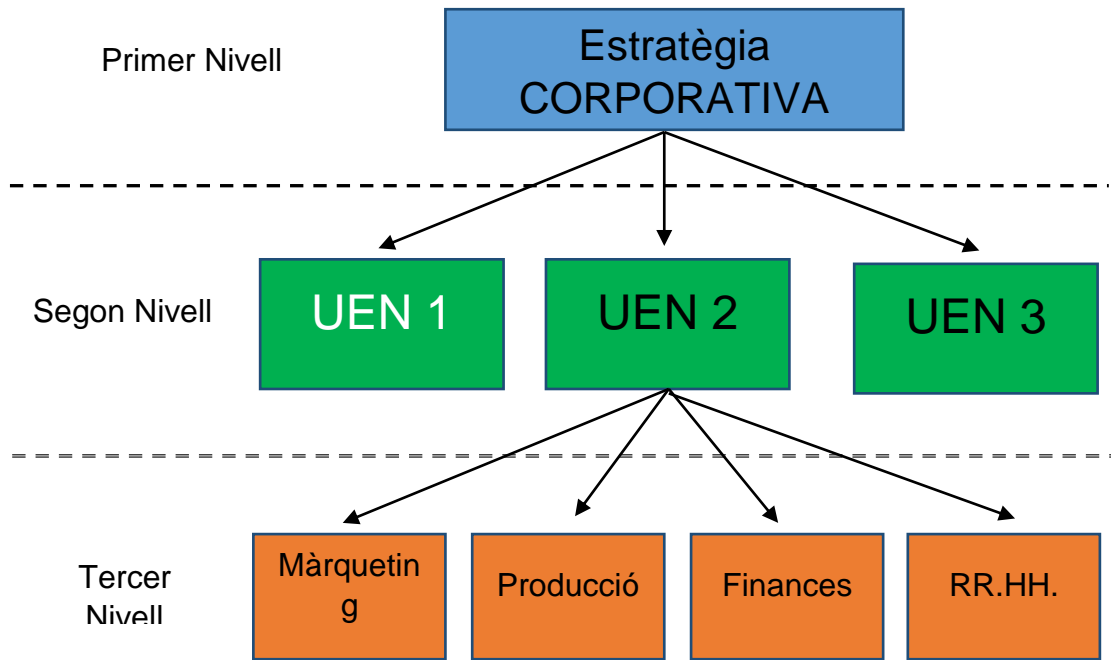 Primer Nivell
Estratègia
CORPORATIVA
Segon Nivell
UEN 1
UEN 2
UEN 3
Tercer
Nivell
Màrquetin
g
Producció
Finances
RR.HH.